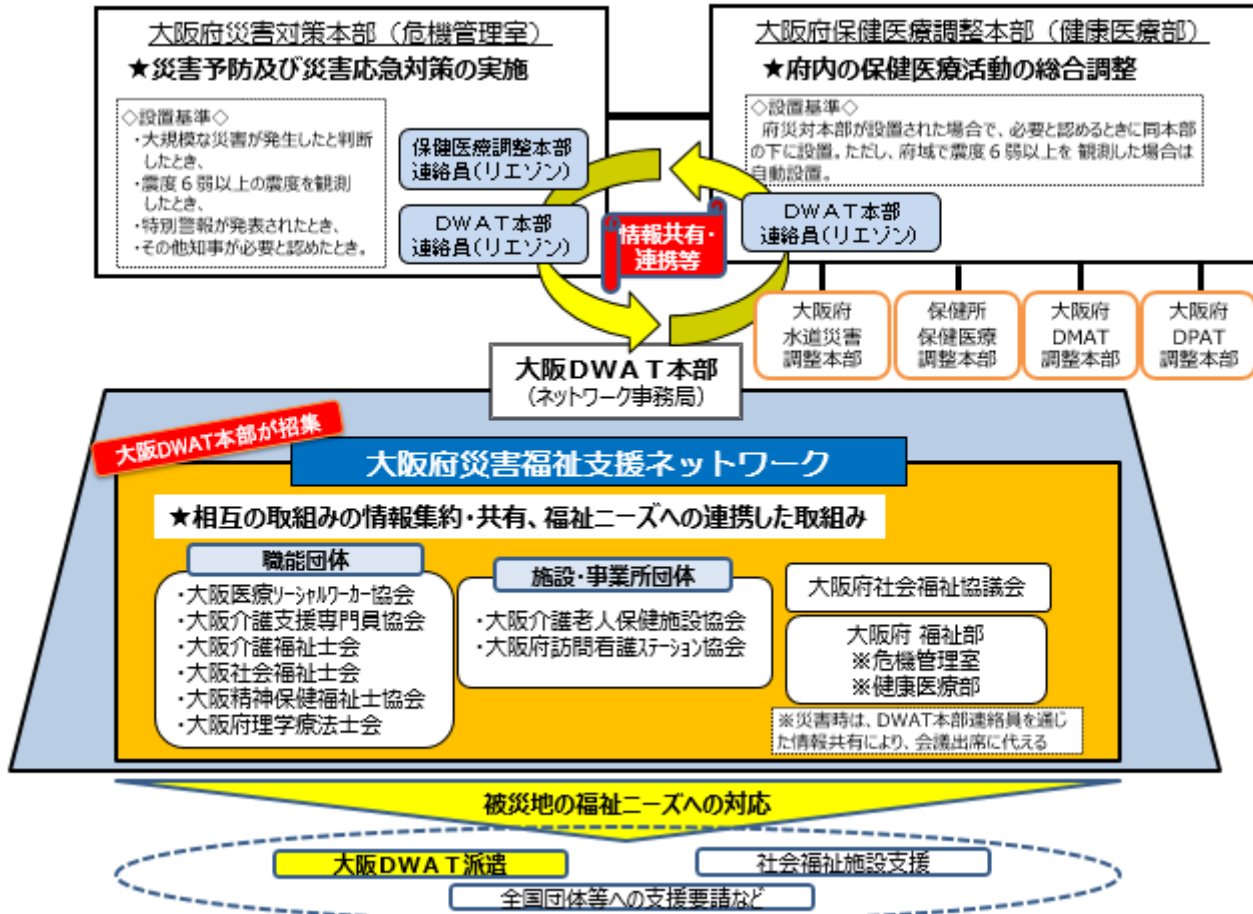 大阪府災害対策本部（危機管理室）
★災害予防及び災害応急対策の実施
◇設置基準◇
・大規模な災害が発生したと判断
したとき、
・震度６弱以上の震度を観測
したとき、
・特別警報が発表されたとき、
・その他知事が必要と認めたとき。
保健医療調整本部
連絡員（リエゾン）
ＤＷＡＴ本部
連絡員（リエゾン）
大阪府保健医療調整本部（健康医療部）
★府内の保健医療活動の総合調整
◇設置基準◇
府災対本部が設置された場合で、必要と認めるときに同本部
の下に設置。ただし、府域で震度６弱以上を 観測した場合は
自動設置。
ＤＷＡＴ本部
連絡員（リエゾン）
情報共有・
連携等
大阪府
水道災害
調整本部
保健所
保健医療
調整本部
大阪府
DMAT
調整本部
大阪府
DPAT
調整本部
大阪ＤＷＡＴ本部
（ネットワーク事務局）
大阪DWAT本部が招集
大阪府災害福祉支援ネットワーク
★相互の取組みの情報集約・共有、福祉ニーズへの連携した取組み
職能団体
・大阪医療ｿｰｼｬﾙﾜｰｶｰ協会
・大阪介護支援専門員協会
・大阪介護福祉士会
・大阪社会福祉士会
・大阪精神保健福祉士協会
・大阪府理学療法士会
施設・事業所団体
・大阪介護老人保健施設協会
・大阪府訪問看護ｽﾃｰｼｮﾝ協会
大阪府社会福祉協議会
大阪府 福祉部
※危機管理室
※健康医療部
※災害時は、DWAT本部連絡員を通じ
た情報共有により、会議出席に代える
被災地の福祉ニーズへの対応
大阪ＤＷＡＴ派遣
社会福祉施設支援
全国団体等への支援要請など